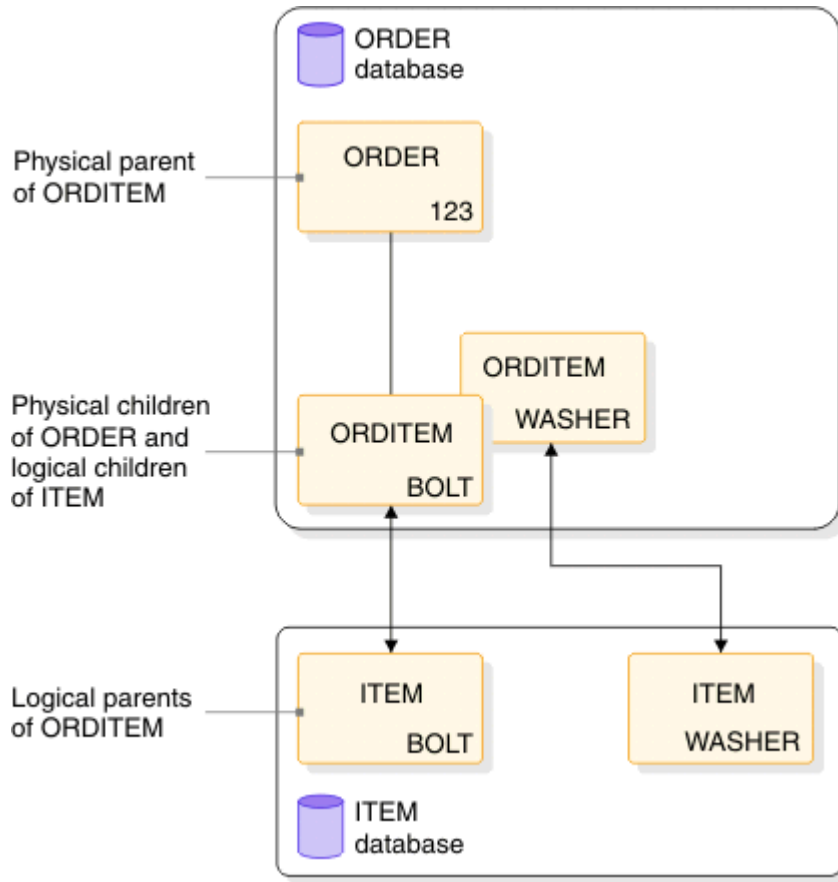 ORDER
database
Physical parent
of ORDITEM
ORDER
123
ORDITEM
WASHER
Physical children
of ORDER and
logical children
of ITEM
ORDITEM
BOLT
Logical parents
of ORDITEM
ITEM
BOLT
ITEM
WASHER
ITEM
database